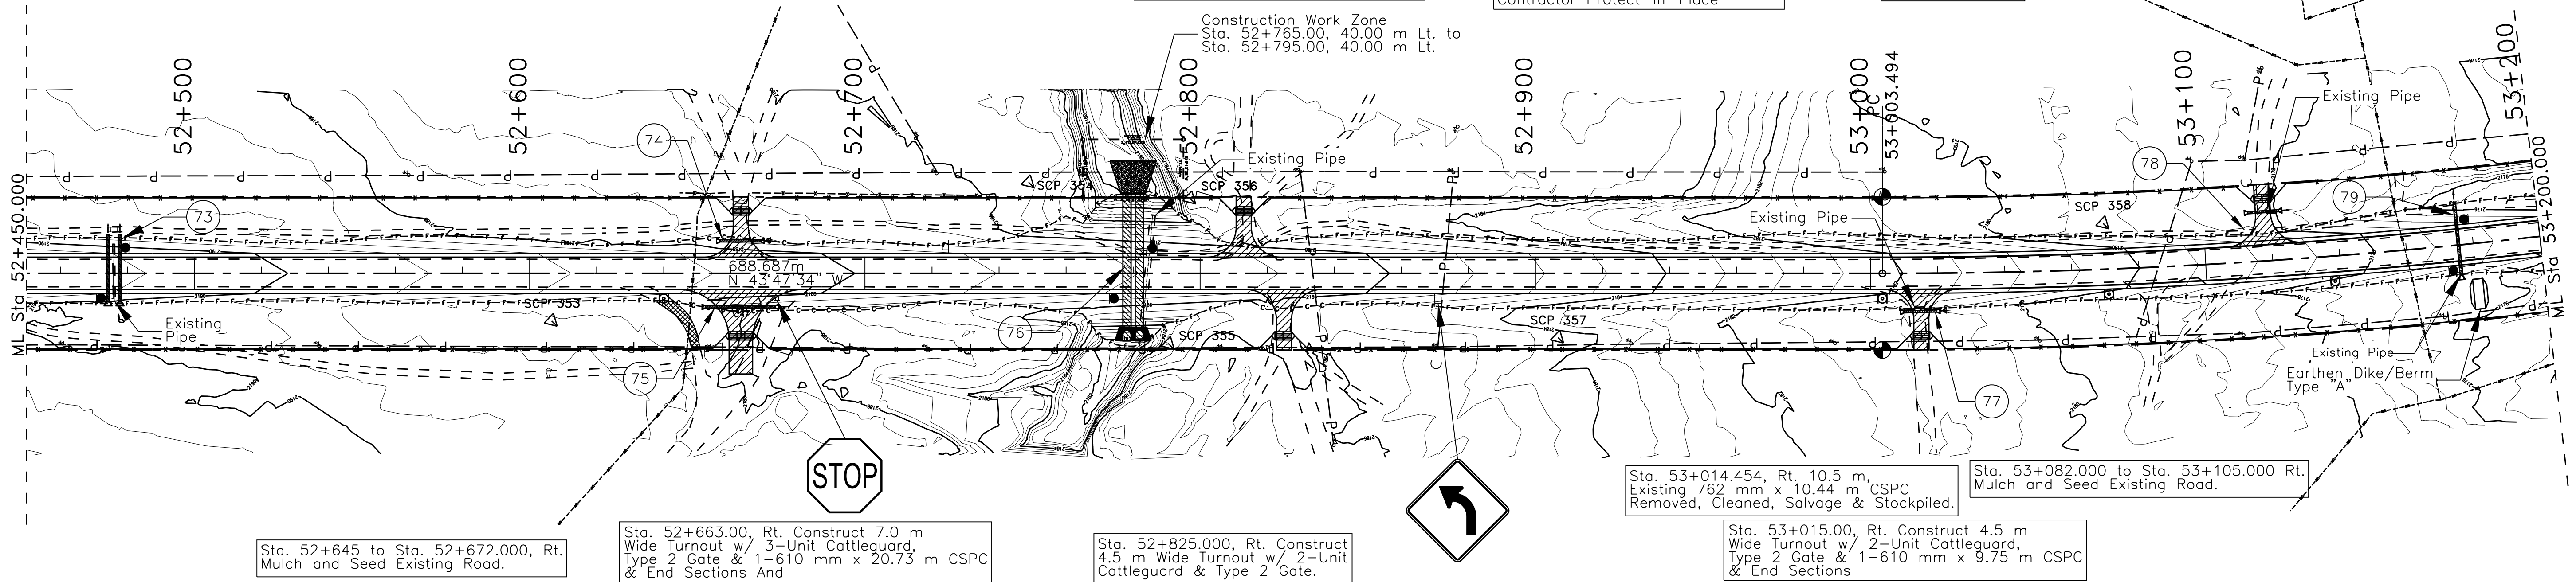 Contractor Protect-In-Place
Construction Work Zone
Sta. 52+765.00, 40.00 m Lt. to
Sta. 52+795.00, 40.00 m Lt.
52+500
52+600
52+700
52+800
52+900
53+000
PC
53+003.494
53+100
53+200
Existing Pipe
74
Existing Pipe
78
SCP 354
SCP 356
SCP 358
79
73
Existing Pipe
ML Sta 52+450.000
ML Sta 53+200.000
688.687m
N 43°47'34" W
SCP 353
Existing
Pipe
76
SCP 355
SCP 357
Existing Pipe
Earthen Dike/Berm
Type "A"
75
77
STOP
Sta. 53+014.454, Rt. 10.5 m,
Existing 762 mm x 10.44 m CSPC
Removed, Cleaned, Salvage & Stockpiled.
Sta. 53+082.000 to Sta. 53+105.000 Rt.
Mulch and Seed Existing Road.
Sta. 52+645 to Sta. 52+672.000, Rt.
Mulch and Seed Existing Road.
Sta. 52+663.00, Rt. Construct 7.0 m
Wide Turnout w/ 3-Unit Cattleguard,
Type 2 Gate & 1-610 mm x 20.73 m CSPC
& End Sections And
Sta. 52+825.000, Rt. Construct
4.5 m Wide Turnout w/ 2-Unit
Cattleguard & Type 2 Gate.
Sta. 53+015.00, Rt. Construct 4.5 m
Wide Turnout w/ 2-Unit Cattleguard,
Type 2 Gate & 1-610 mm x 9.75 m CSPC
& End Sections